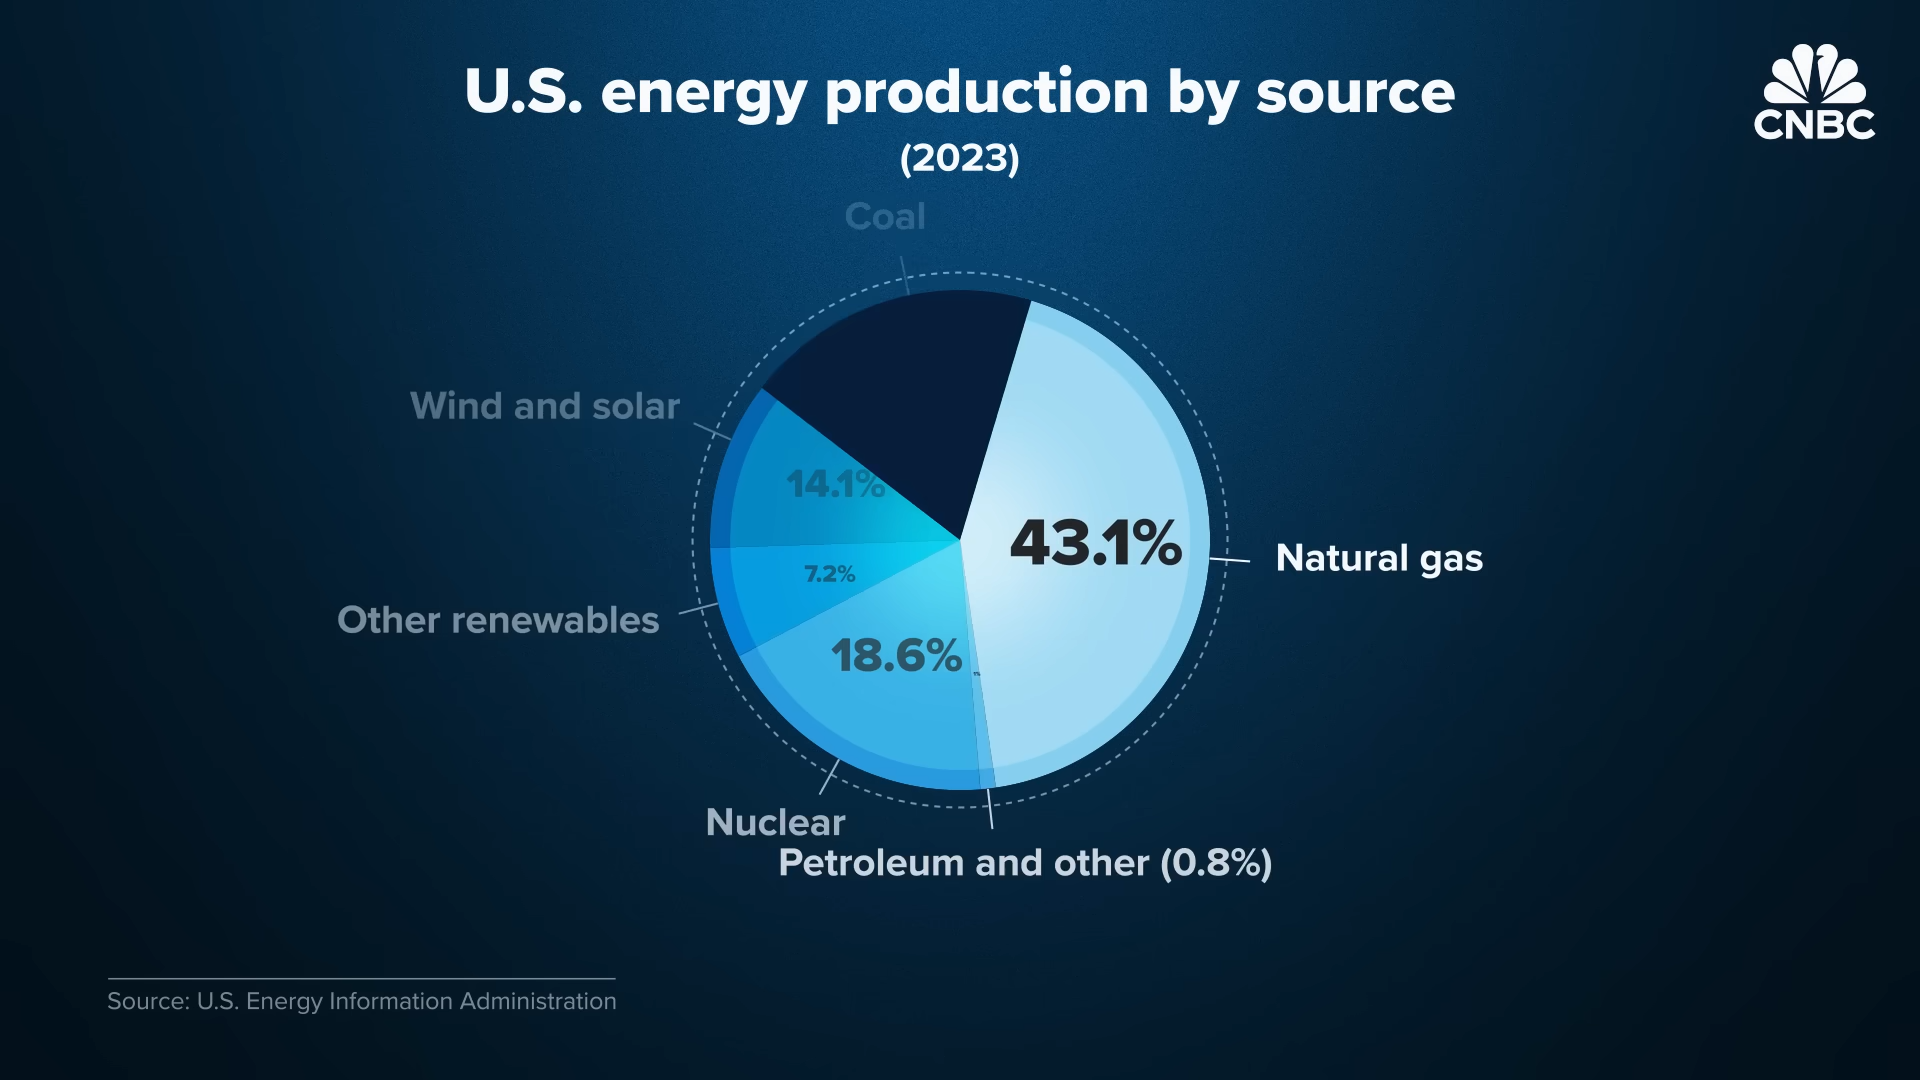 U.S. energy production by source
(2023)
CNBC
Coal
Wind and solar
14.1%
43.1%
Natural gas
7.2%
Other renewables
18.6%
Nuclear
Petroleum and other (0.8%)
Source: U.S. Energy Information Administration